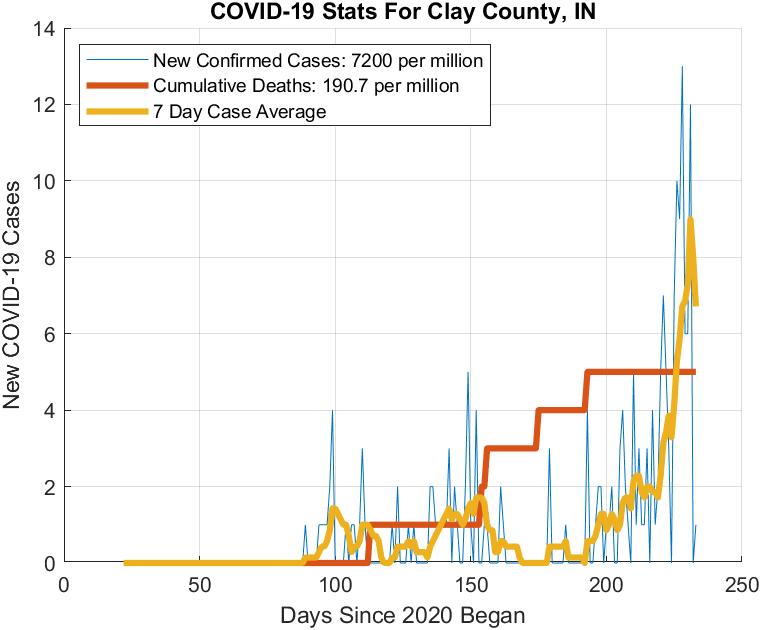 COVID-19 Stats For Clay County, IN
New Confirmed Cases: 7200 per million
Cumulative Deaths: 190.7 per million
7 Day Case Average
New COVID-19 Cases
14
12
10
8
6
4
2
0
0 50 100 150 200 250
Days Since 2020 Began